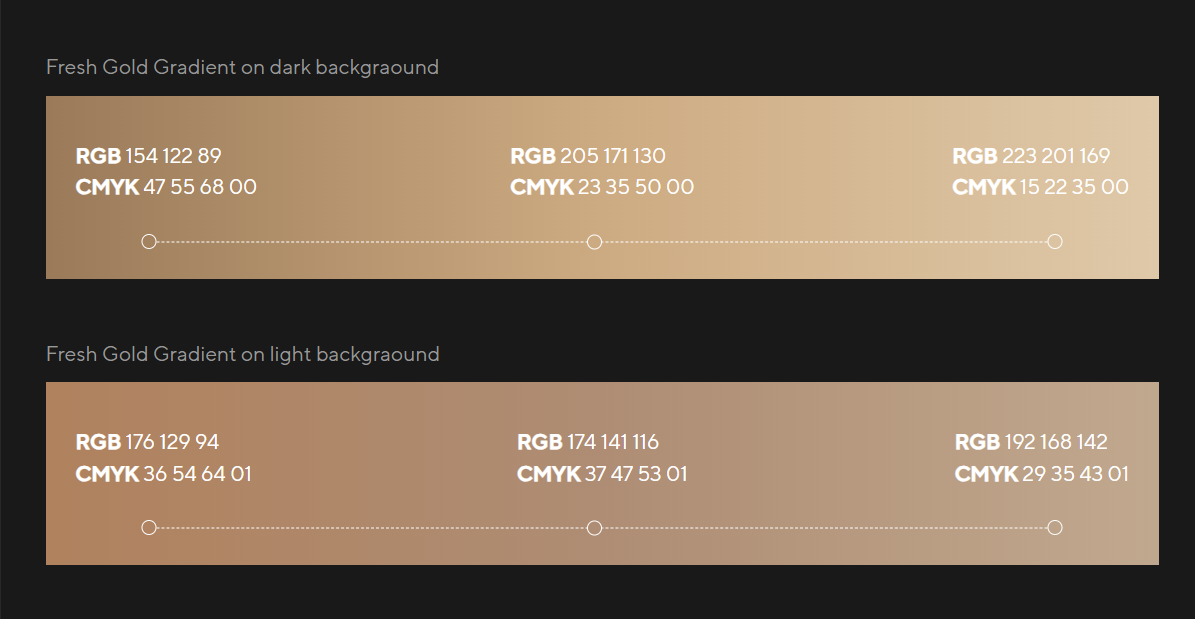 Fresh Gold Gradient on dark backgraound
RGB 154 122 89
CMYK 47 55 68 00
RGB 205 171 130
CMYK 23 35 50 00
RGB 223 201 169
CMYK 15 22 35 00
Fresh Gold Gradient on light backgraound
RGB 176 129 94
CMYK 36 54 64 01
RGB 174 141 116
CMYK 37 47 53 01
RGB 192 168 142
CMYK 29 35 43 01